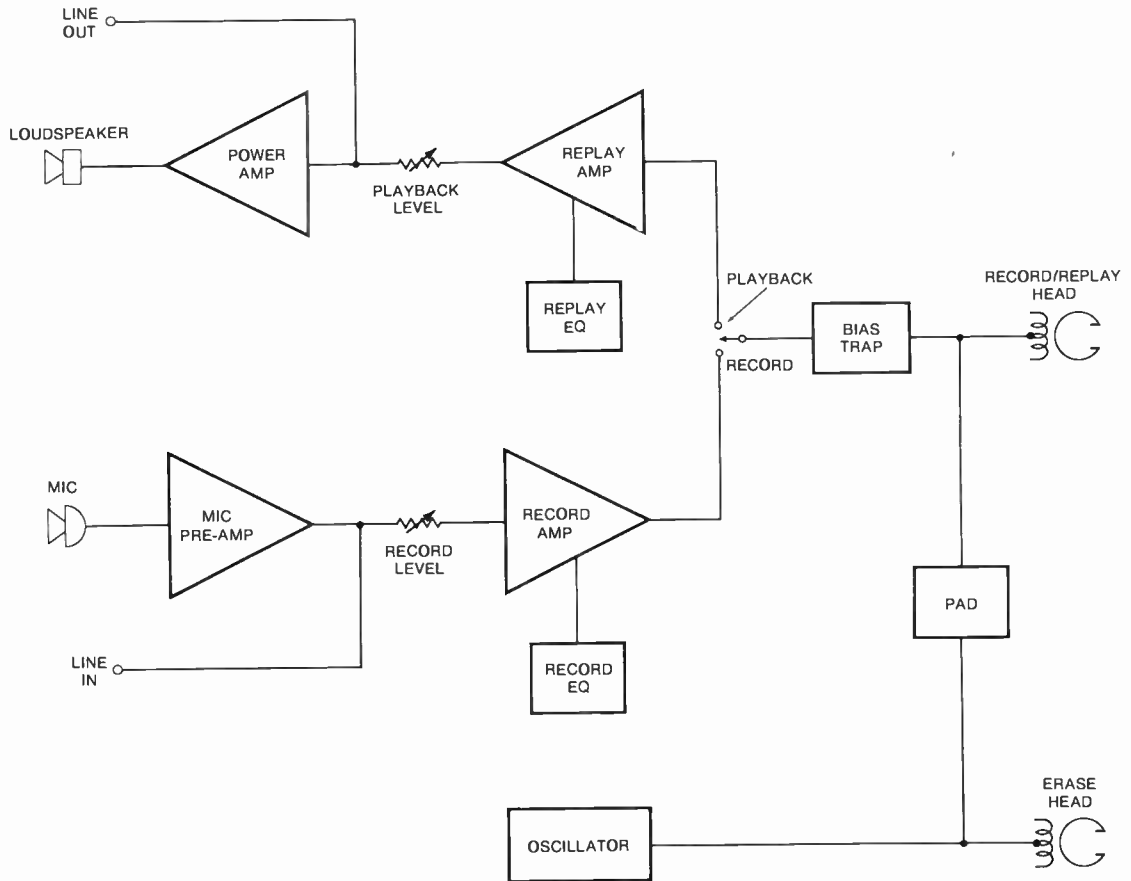 LINE
OUT
LOUDSPEAKER
POWER
AMP
PLAYBACK
LEVEL
REPLAY
AMP
REPLAY
EQ
PLAYBACK
RECORD
BIAS
TRAP
RECORD/REPLAY
HEAD
MIC
MIC
PRE-AMP
RECORD
LEVEL
RECORD
AMP
RECORD
EQ
LINE
IN
PAD
OSCILLATOR
ERASE
HEAD